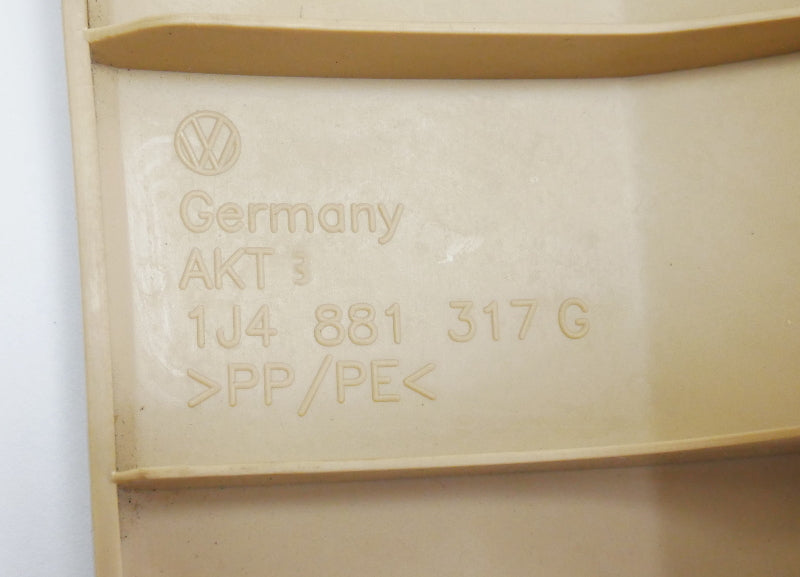 Germany
AKT 3
1J4 881 317 G
>PP/PE<